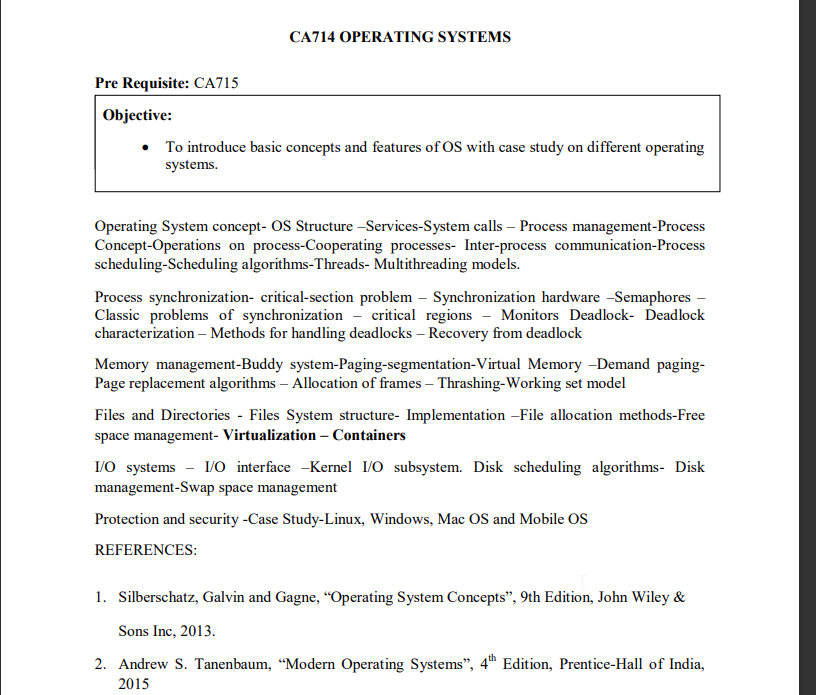 CA714 OPERATING SYSTEMS
Pre Requisite: CA715
Objective:
• To introduce basic concepts and features of OS with case study on different operating
systems.
Operating System concept- OS Structure –Services-System calls – Process management-Process
Concept-Operations on process-Cooperating processes- Inter-process communication-Process
scheduling-Scheduling algorithms-Threads- Multithreading models.
Process synchronization- critical-section problem – Synchronization hardware –Semaphores –
Classic problems of synchronization – critical regions – Monitors Deadlock- Deadlock
characterization – Methods for handling deadlocks – Recovery from deadlock
Memory management-Buddy system-Paging-segmentation-Virtual Memory –Demand paging-
Page replacement algorithms – Allocation of frames – Thrashing-Working set model
Files and Directories - Files System structure- Implementation –File allocation methods-Free
space management- Virtualization – Containers
I/O systems – I/O interface –Kernel I/O subsystem. Disk scheduling algorithms- Disk
management-Swap space management
Protection and security -Case Study-Linux, Windows, Mac OS and Mobile OS
REFERENCES:
1. Silberschatz, Galvin and Gagne, “Operating System Concepts”, 9th Edition, John Wiley &
Sons Inc, 2013.
2. Andrew S. Tanenbaum, “Modern Operating Systems”, 4th Edition, Prentice-Hall of India,
2015